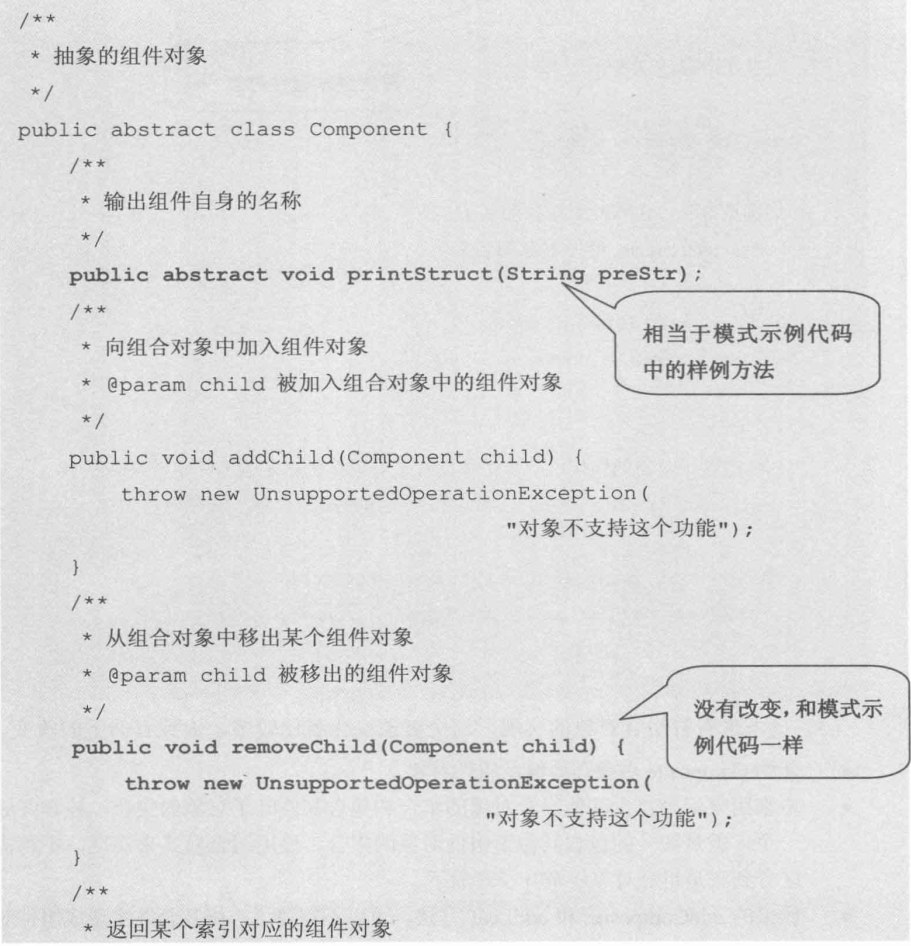 /**
 * 抽象的组件对象
 */
public abstract class Component {
    /**
     * 输出组件自身的名称
     */
    public abstract void printStruct(String preStr);
    /**
相当于模式示例代码
中的样例方法
     * 向组合对象中加入组件对象
     * @param child 被加入组合对象中的组件对象
     */
    public void addChild(Component child) {
        throw new UnsupportedOperationException(
                                "对象不支持这个功能");
    }
    /**
     * 从组合对象中移出某个组件对象
     * @param child 被移出的组件对象
     */
没有改变,和模式示
例代码一样
    public void removeChild(Component child) {
        throw new UnsupportedOperationException(
                                "对象不支持这个功能");
    }
    /**
     * 返回某个索引对应的组件对象